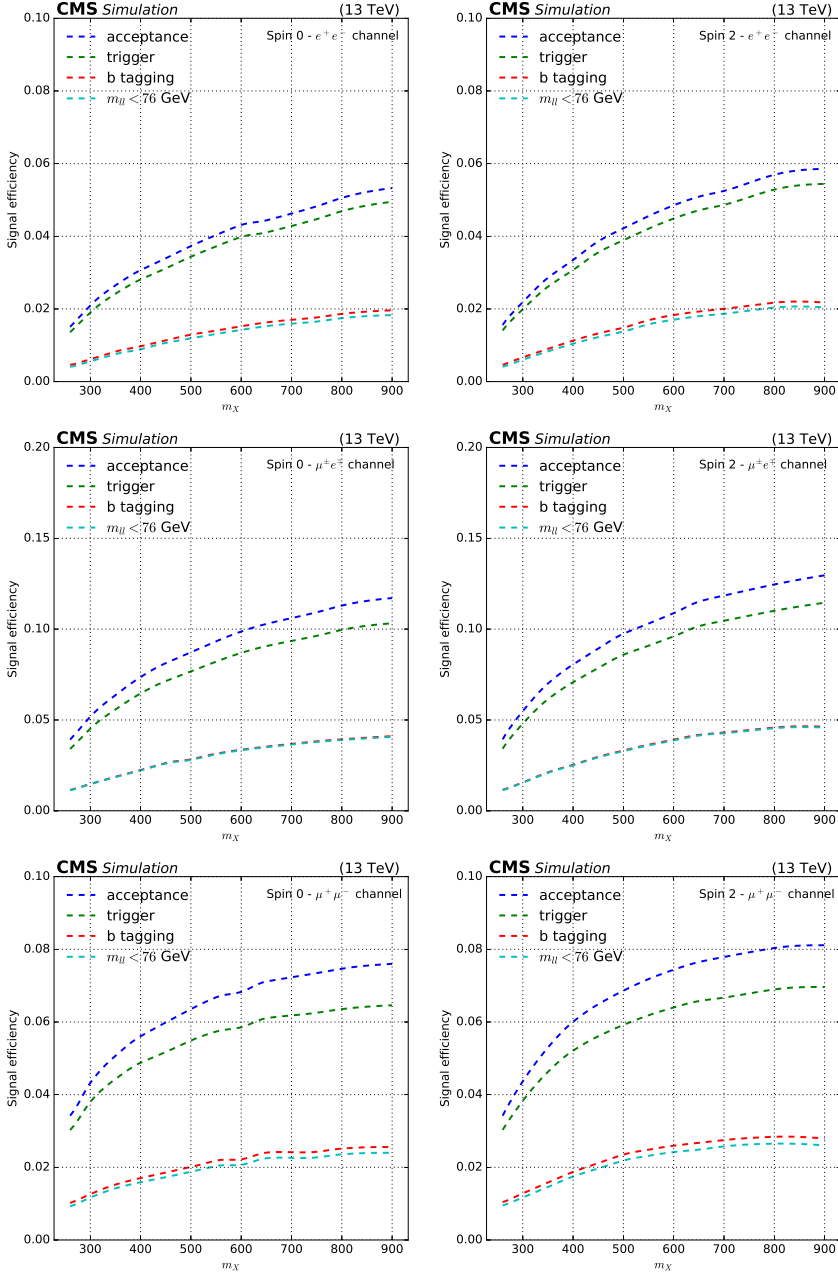 CMS Simulation (13 TeV)
Spin 0 - e⁺e⁻ channel
acceptance
trigger
b tagging
m_ll < 76 GeV
Signal efficiency
0.10
0.08
0.06
0.04
0.02
0.00
300 400 500 600 700 800 900
m_X
CMS Simulation (13 TeV)
Spin 2 - e⁺e⁻ channel
acceptance
trigger
b tagging
m_ll < 76 GeV
Signal efficiency
0.10
0.08
0.06
0.04
0.02
0.00
300 400 500 600 700 800 900
m_X
CMS Simulation (13 TeV)
Spin 0 - μ±e∓ channel
acceptance
trigger
b tagging
m_ll < 76 GeV
Signal efficiency
0.20
0.15
0.10
0.05
0.00
300 400 500 600 700 800 900
m_X
CMS Simulation (13 TeV)
Spin 2 - μ±e∓ channel
acceptance
trigger
b tagging
m_ll < 76 GeV
Signal efficiency
0.20
0.15
0.10
0.05
0.00
300 400 500 600 700 800 900
m_X
CMS Simulation (13 TeV)
Spin 0 - μ⁺μ⁻ channel
acceptance
trigger
b tagging
m_ll < 76 GeV
Signal efficiency
0.10
0.08
0.06
0.04
0.02
0.00
300 400 500 600 700 800 900
m_X
CMS Simulation (13 TeV)
Spin 2 - μ⁺μ⁻ channel
acceptance
trigger
b tagging
m_ll < 76 GeV
Signal efficiency
0.10
0.08
0.06
0.04
0.02
0.00
300 400 500 600 700 800 900
m_X